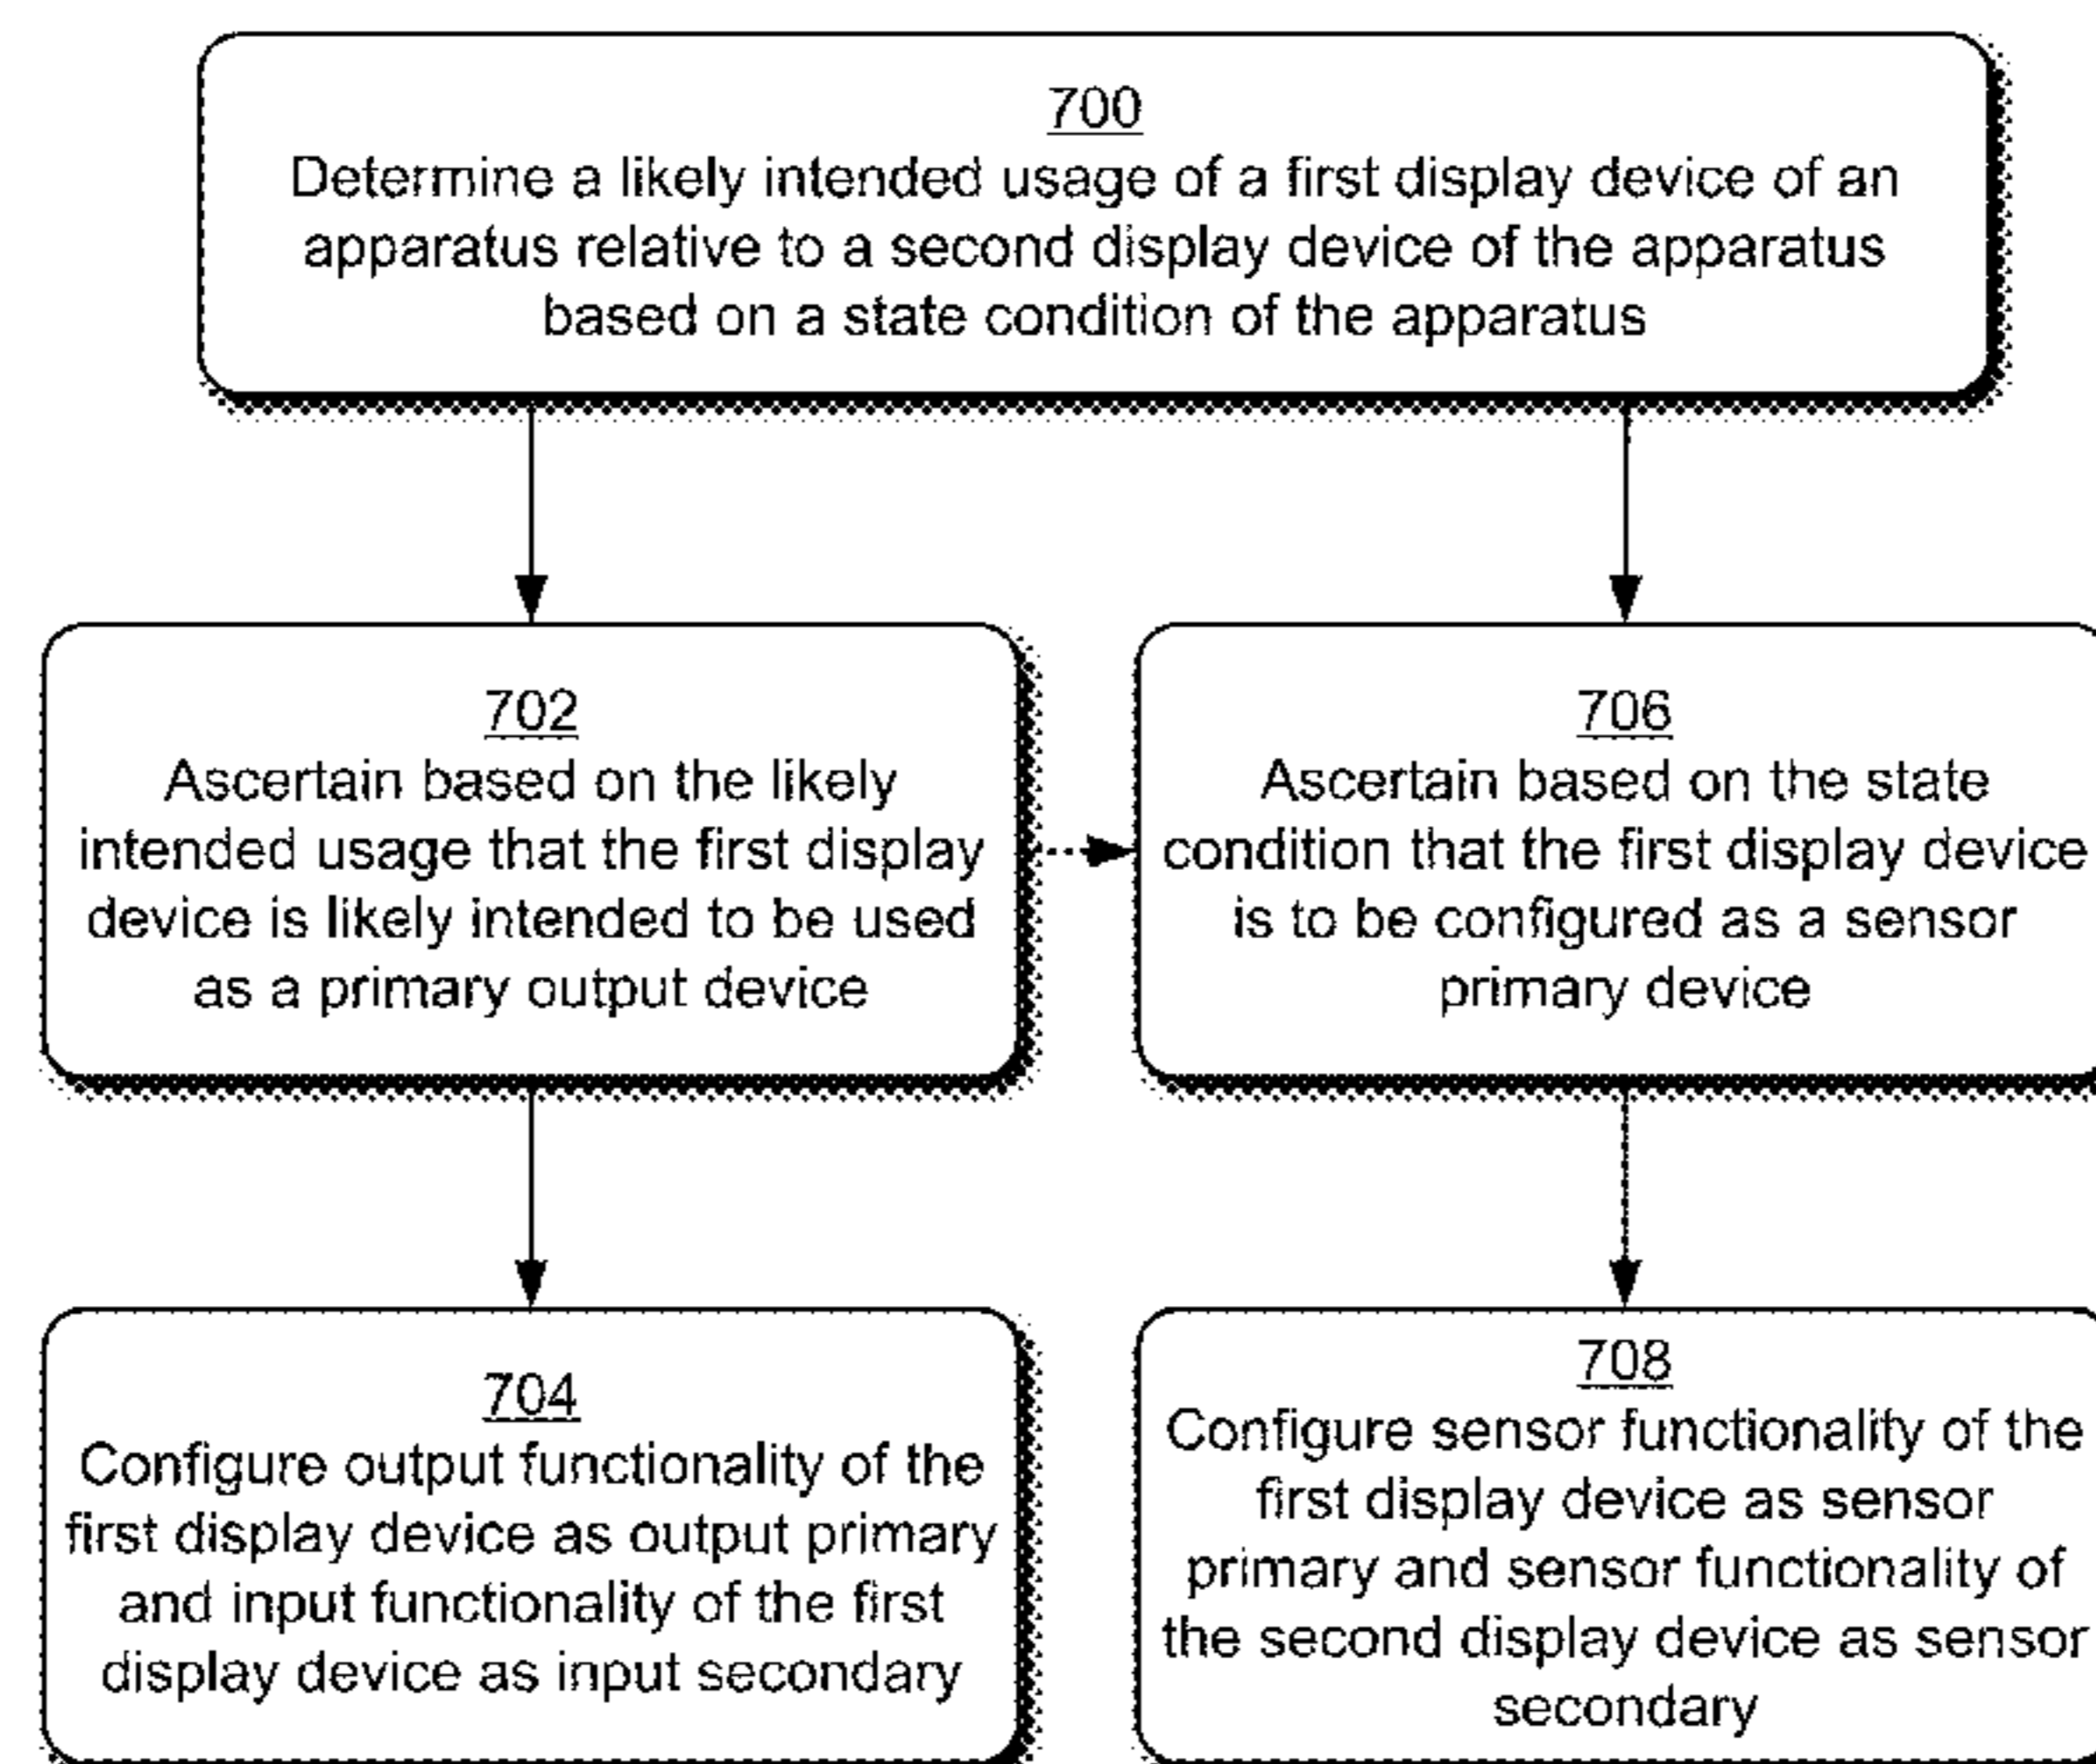 700
Determine a likely intended usage of a first display device of an
apparatus relative to a second display device of the apparatus
based on a state condition of the apparatus
702
Ascertain based on the likely
intended usage that the first display
device is likely intended to be used
as a primary output device
706
Ascertain based on the state
condition that the first display device
is to be configured as a sensor
primary device
704
Configure output functionality of the
first display device as output primary
and input functionality of the first
display device as input secondary
708
Configure sensor functionality of the
first display device as sensor
primary and sensor functionality of
the second display device as sensor
secondary